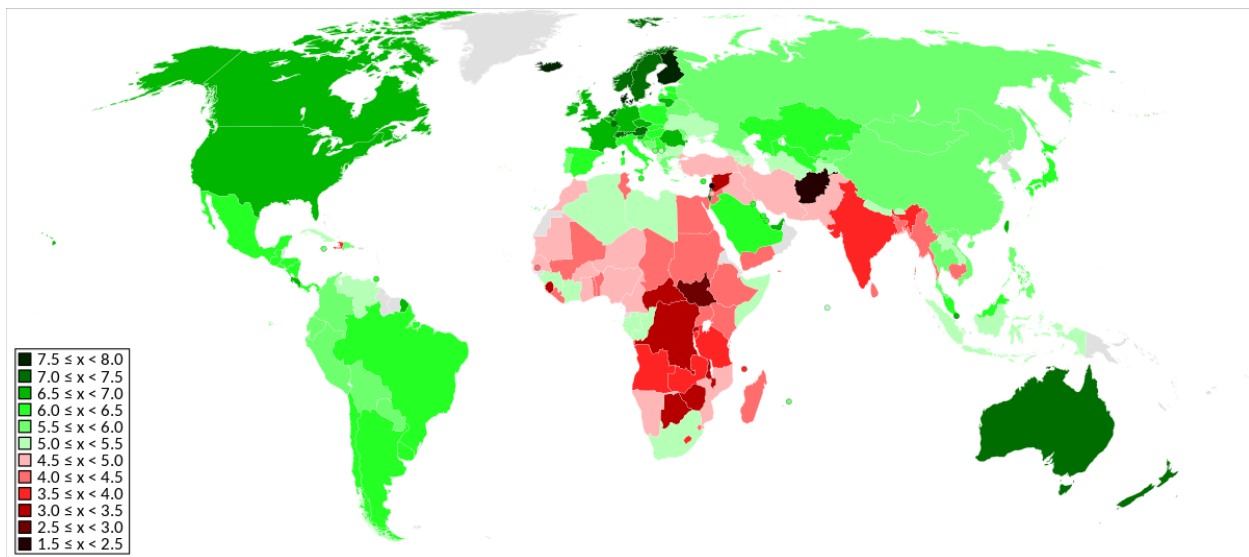 7.5 ≤ x < 8.0
7.0 ≤ x < 7.5
6.5 ≤ x < 7.0
6.0 ≤ x < 6.5
5.5 ≤ x < 6.0
5.0 ≤ x < 5.5
4.5 ≤ x < 5.0
4.0 ≤ x < 4.5
3.5 ≤ x < 4.0
3.0 ≤ x < 3.5
2.5 ≤ x < 3.0
1.5 ≤ x < 2.5